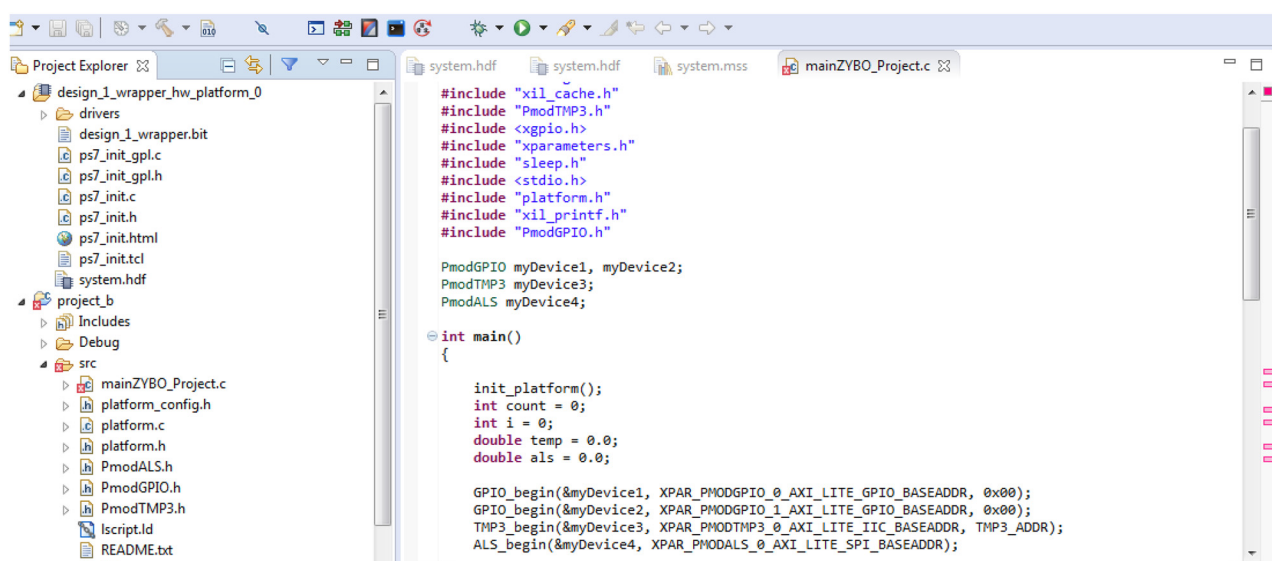 Project Explorer
design_1_wrapper_hw_platform_0
drivers
design_1_wrapper.bit
ps7_init_gpl.c
ps7_init_gpl.h
ps7_init.c
ps7_init.h
ps7_init.html
ps7_init.tcl
system.hdf
project_b
Includes
Debug
src
mainZYBO_Project.c
platform_config.h
platform.c
platform.h
PmodALS.h
PmodGPIO.h
PmodTMP3.h
lscript.ld
README.txt
system.hdf system.hdf system.mss mainZYBO_Project.c
#include "xil_cache.h"
#include "PmodTMP3.h"
#include <xgpio.h>
#include "xparameters.h"
#include "sleep.h"
#include <stdio.h>
#include "platform.h"
#include "xil_printf.h"
#include "PmodGPIO.h"
PmodGPIO myDevice1, myDevice2;
PmodTMP3 myDevice3;
PmodALS myDevice4;
int main()
{
init_platform();
int count = 0;
int i = 0;
double temp = 0.0;
double als = 0.0;
GPIO_begin(&myDevice1, XPAR_PMODGPIO_0_AXI_LITE_GPIO_BASEADDR, 0x00);
GPIO_begin(&myDevice2, XPAR_PMODGPIO_1_AXI_LITE_GPIO_BASEADDR, 0x00);
TMP3_begin(&myDevice3, XPAR_PMODTMP3_0_AXI_LITE_IIC_BASEADDR, TMP3_ADDR);
ALS_begin(&myDevice4, XPAR_PMODALS_0_AXI_LITE_SPI_BASEADDR);